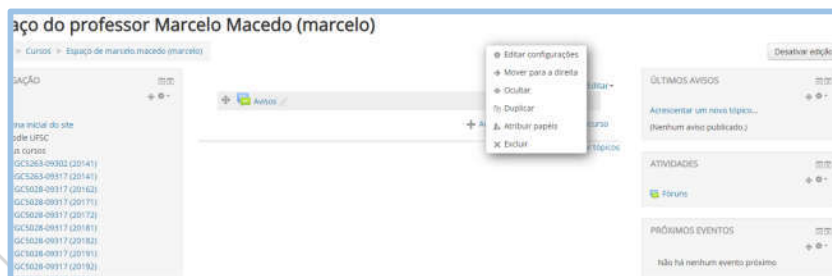 aço do professor Marcelo Macedo (marcelo)
> Cursos > Espaço de marcelo.macedo (marcelo)
Desativar edição
GAÇÃO
na inicial do site
odle UFSC
us cursos
GC5263-09302 (20141)
GC5263-09317 (20141)
GC5028-09317 (20162)
GC5028-09317 (20171)
GC5028-09317 (20172)
GC5028-09317 (20181)
GC5028-09317 (20182)
GC5028-09317 (20191)
GC5028-09317 (20192)
Avisos
Editar configurações
Mover para a direita
Ocultar
Duplicar
Atribuir papéis
Excluir
ditar
curso
tópicos
ÚLTIMOS AVISOS
Acrescentar um novo tópico...
(Nenhum aviso publicado.)
ATIVIDADES
Fóruns
PRÓXIMOS EVENTOS
Não há nenhum evento próximo